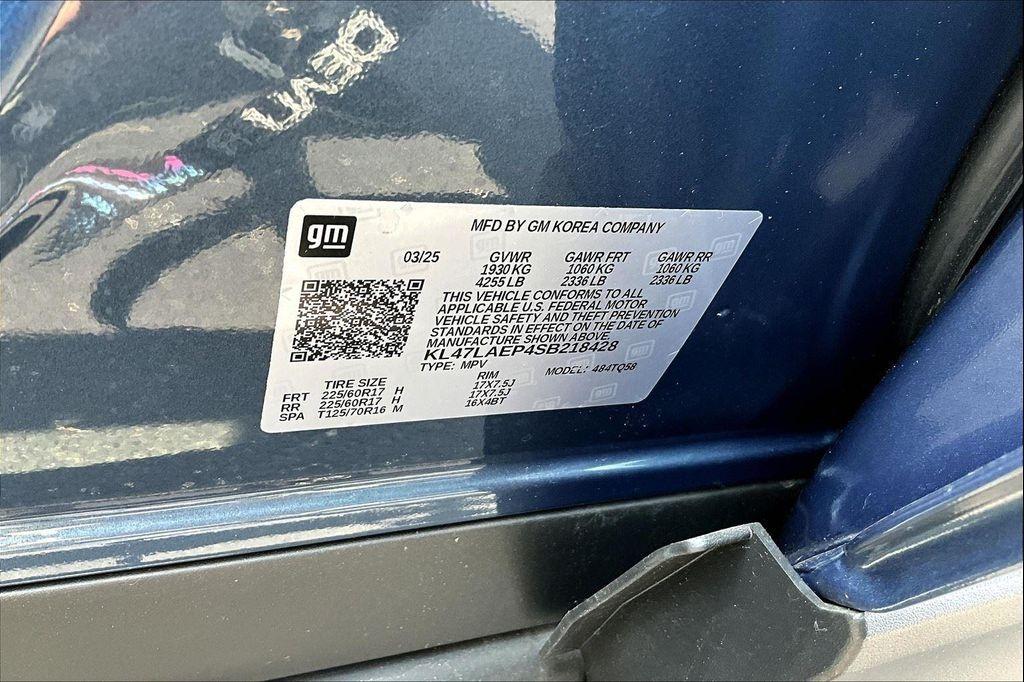 gm
MFD BY GM KOREA COMPANY
03/25 GVWR GAWR FRT GAWR RR
1930 KG 1060 KG 1060 KG
4255 LB 2336 LB 2336 LB
THIS VEHICLE CONFORMS TO ALL
APPLICABLE U.S. FEDERAL MOTOR
VEHICLE SAFETY AND THEFT PREVENTION
STANDARDS IN EFFECT ON THE DATE OF
MANUFACTURE SHOWN ABOVE
KL47LAEP4SB218428
TYPE: MPV MODEL: 484TQ58
TIRE SIZE RIM
FRT 225/60R17 H 17X7.5J
RR 225/60R17 H 17X7.5J
SPA T125/70R16 M 16X4BT